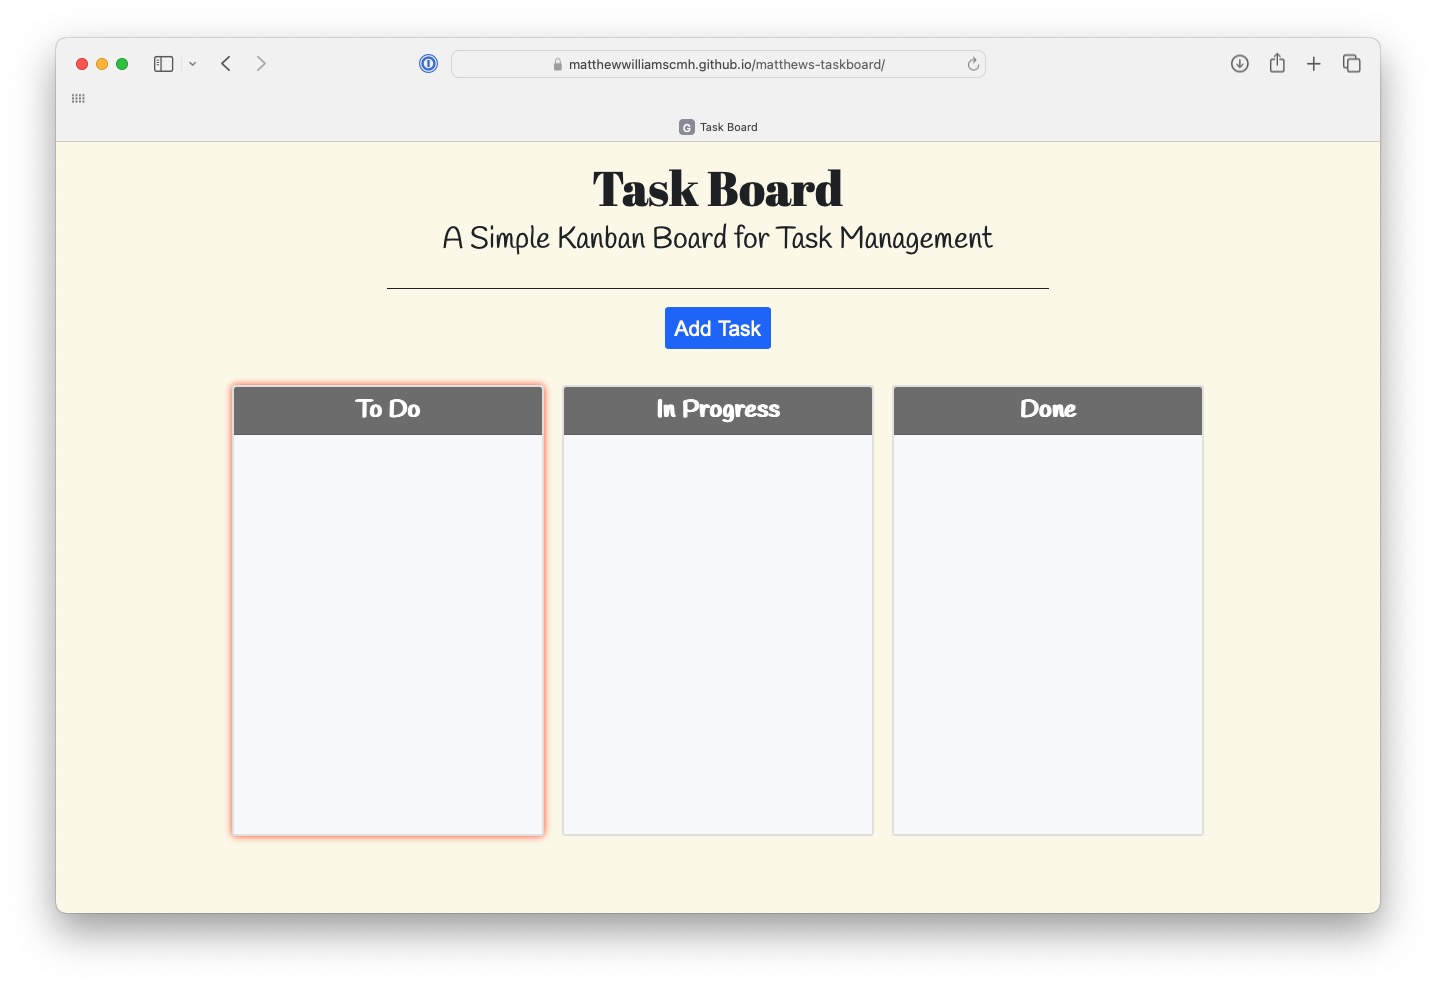 matthewwilliamscmh.github.io/matthews-taskboard/
G Task Board
Task Board
A Simple Kanban Board for Task Management
Add Task
To Do
In Progress
Done